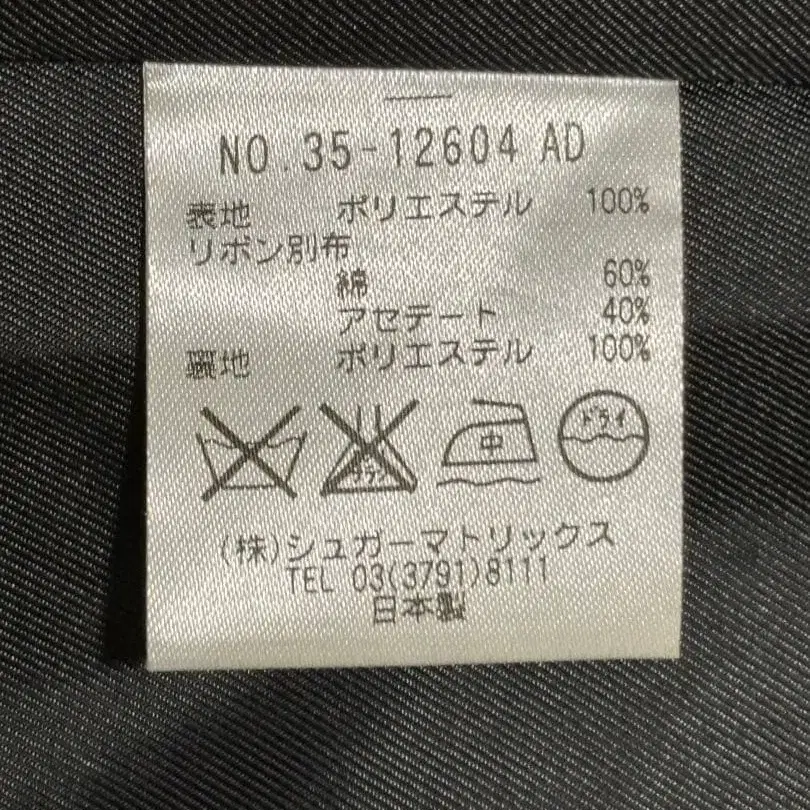 NO.35-12604 AD
表地 ポリエステル 100%
リボン別布
綿 60%
アセテート 40%
裏地 ポリエステル 100%
中 ドライ
(株)シュガーマトリックス
TEL 03(3791)8111
日本製